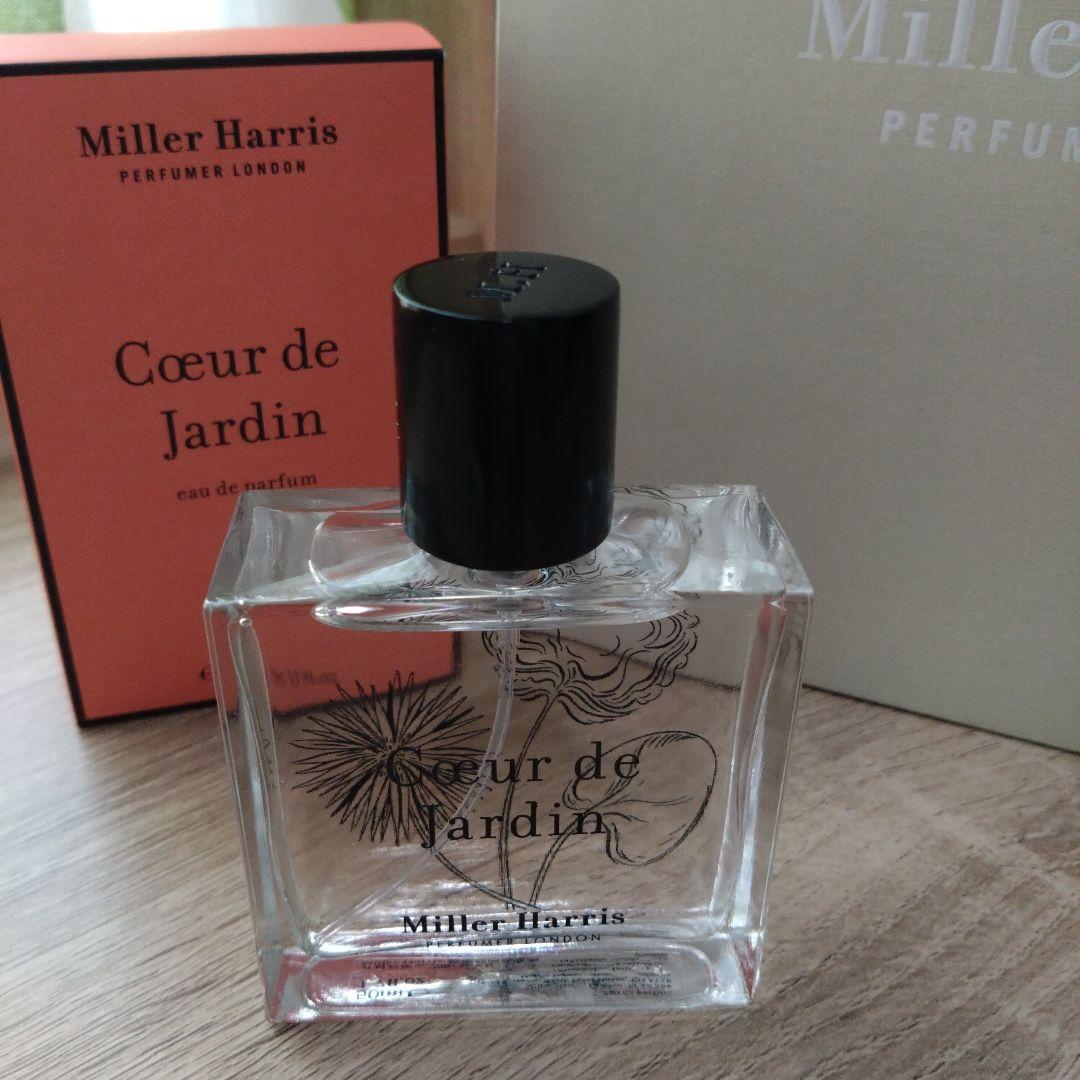 Miller Harris
PERFUMER LONDON
Cœur de
Jardin
eau de parfum
Mille
PERFUM
Cœur de
Jardin
Miller Harris
PERFUMER LONDON